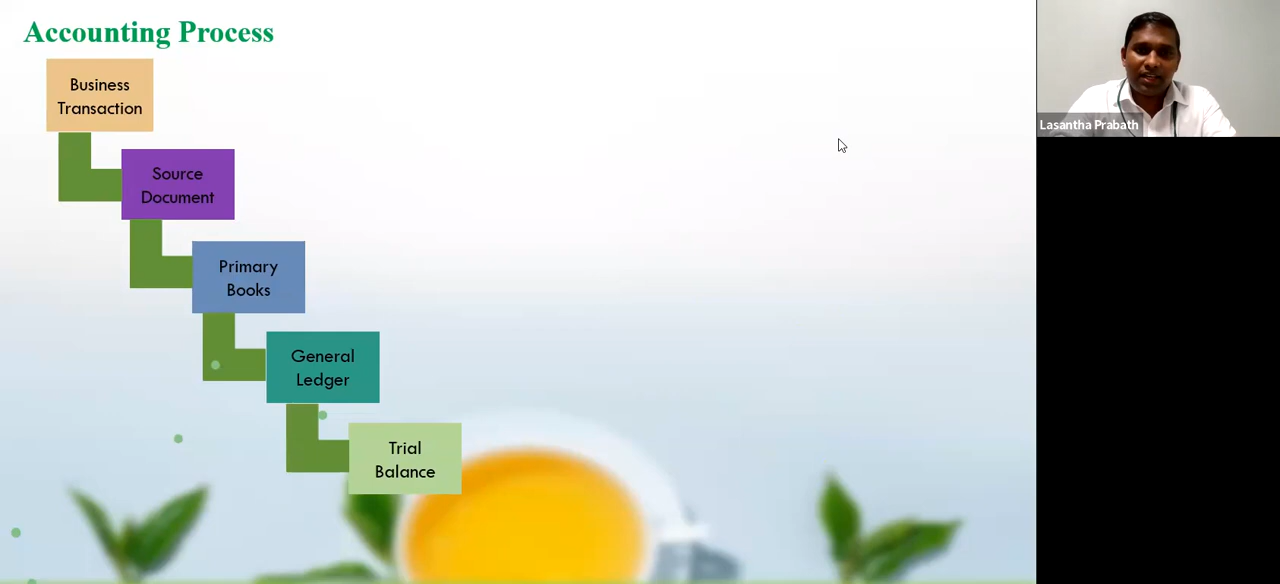 Accounting Process
Business
Transaction
Source
Document
Primary
Books
General
Ledger
Trial
Balance
Lasantha Prabath